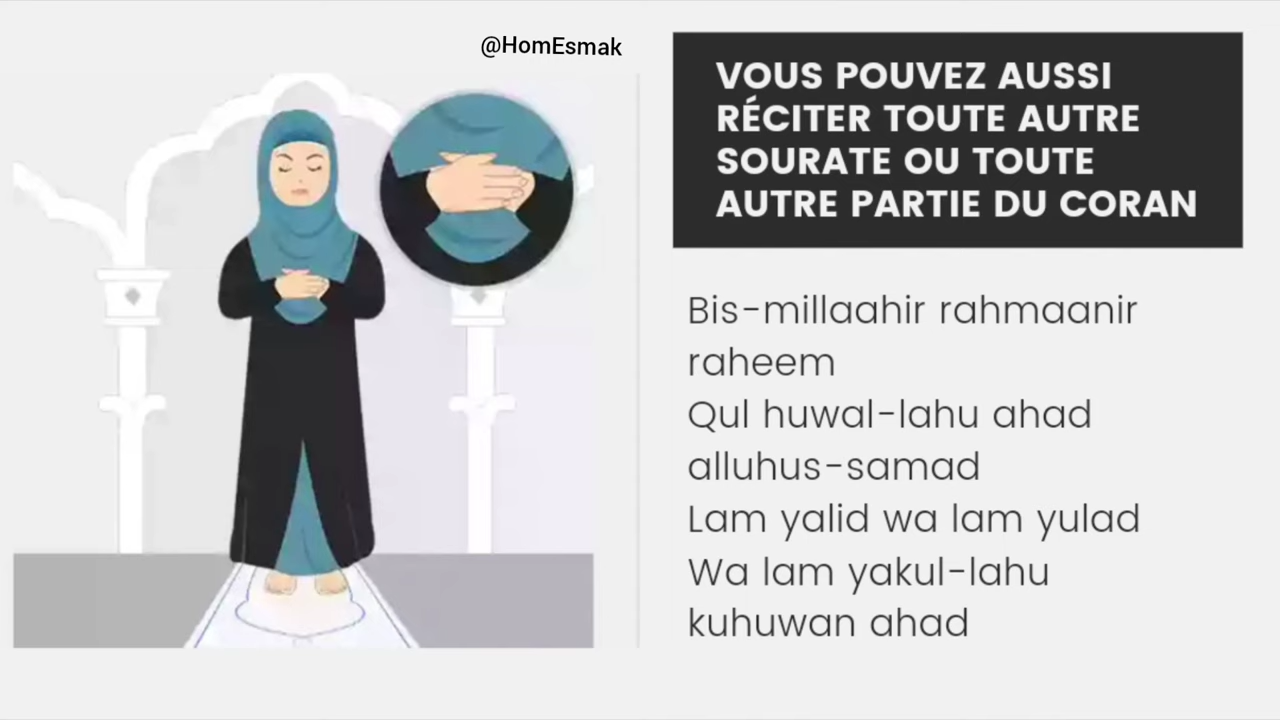 @HomEsmak
VOUS POUVEZ AUSSI
RÉCITER TOUTE AUTRE
SOURATE OU TOUTE
AUTRE PARTIE DU CORAN
Bis-millaahir rahmaanir
raheem
Qul huwal-lahu ahad
alluhus-samad
Lam yalid wa lam yulad
Wa lam yakul-lahu
kuhuwan ahad